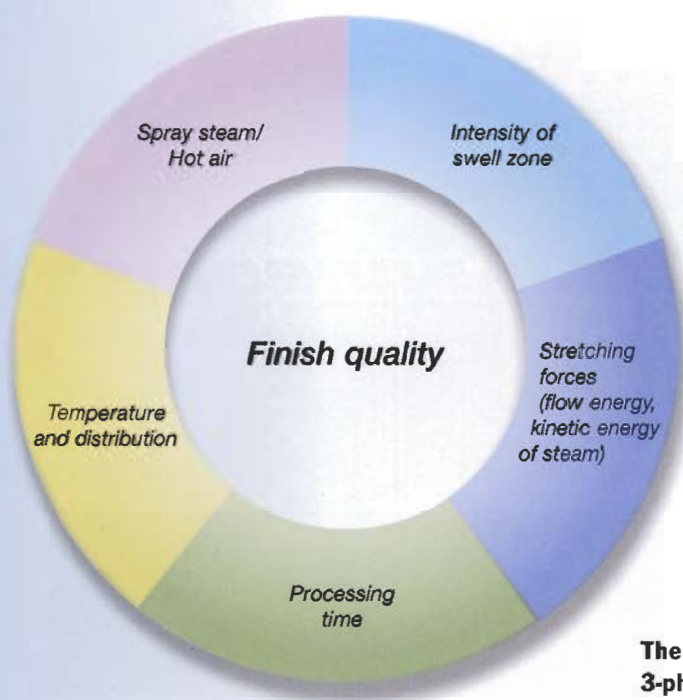 Spray steam/
Hot air
Intensity of
swell zone
Finish quality
Stretching
forces
(flow energy,
kinetic energy
of steam)
Temperature
and distribution
Processing
time
The
3-ph